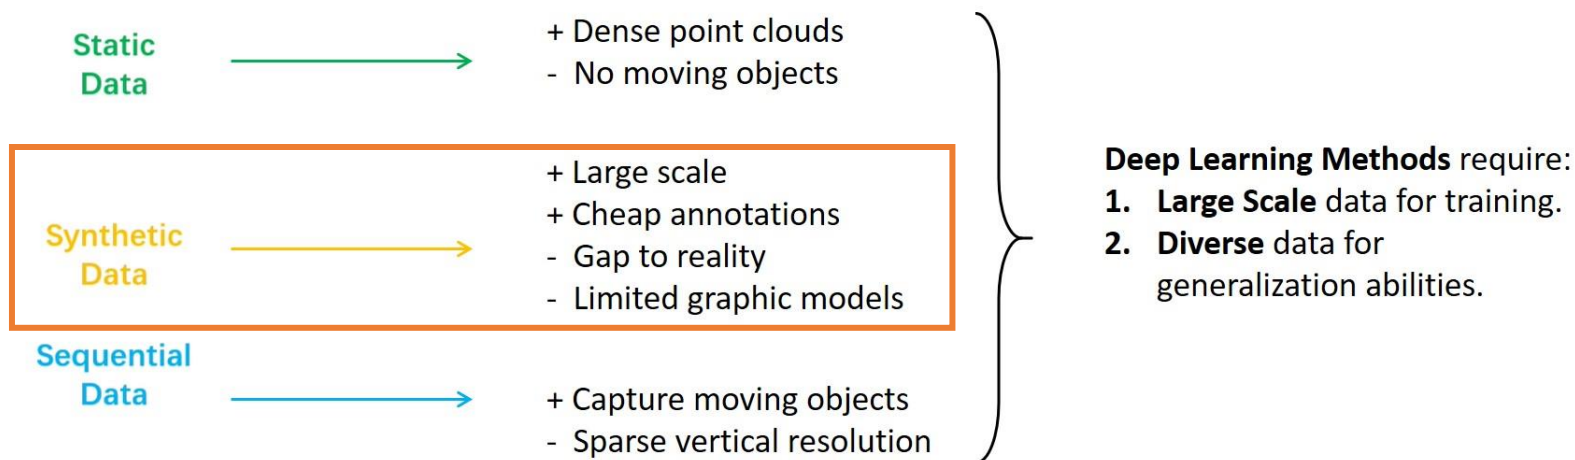 Static
Data
+ Dense point clouds
- No moving objects
Synthetic
Data
+ Large scale
+ Cheap annotations
- Gap to reality
- Limited graphic models
Sequential
Data
+ Capture moving objects
- Sparse vertical resolution
Deep Learning Methods require:
1. Large Scale data for training.
2. Diverse data for
generalization abilities.